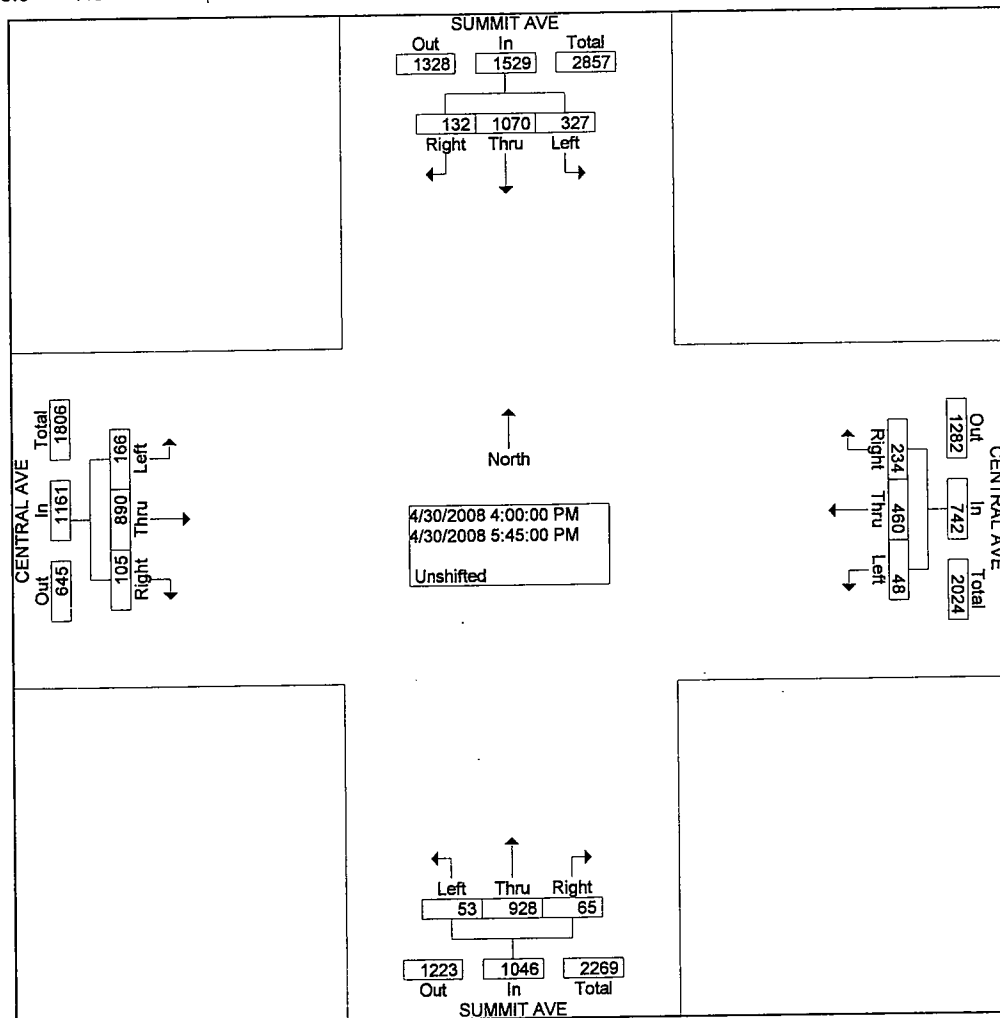 SUMMIT AVE
Out In Total
1328 1529 2857
132 1070 327
Right Thru Left
CENTRAL AVE
Total In Out
1806 1161 645
166 890 105
Left Thru Right
North
4/30/2008 4:00:00 PM
4/30/2008 5:45:00 PM
Unshifted
CENTRAL AVE
Out In Total
1282 742 2024
234 460 48
Right Thru Left
Left Thru Right
53 928 65
1223 1046 2269
Out In Total
SUMMIT AVE